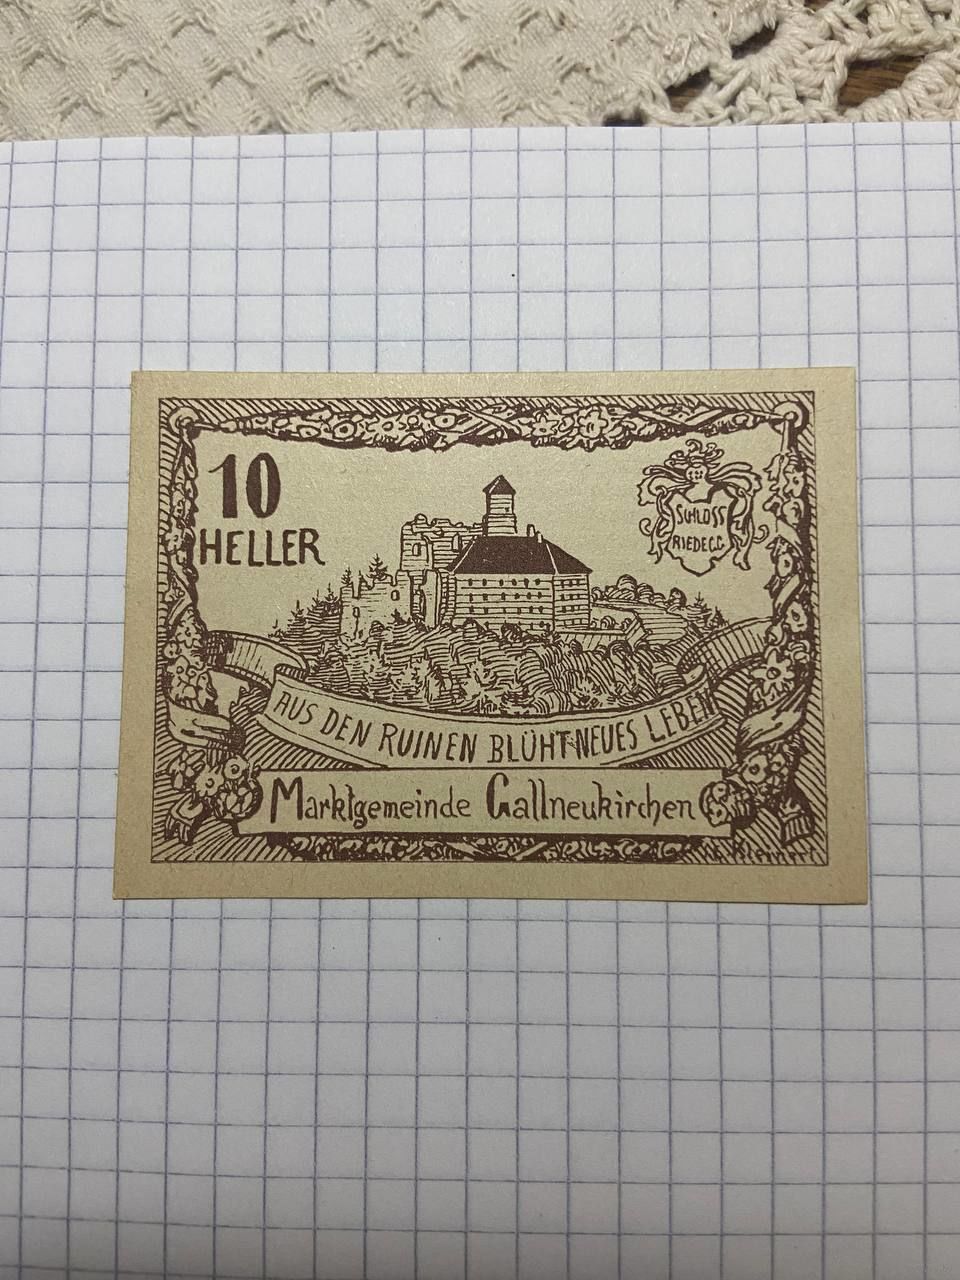 10
HELLER
SCHLOSS
RIEDEGG
AUS DEN RUINEN BLÜHT NEUES LEBEN
Marktgemeinde Gallneukirchen